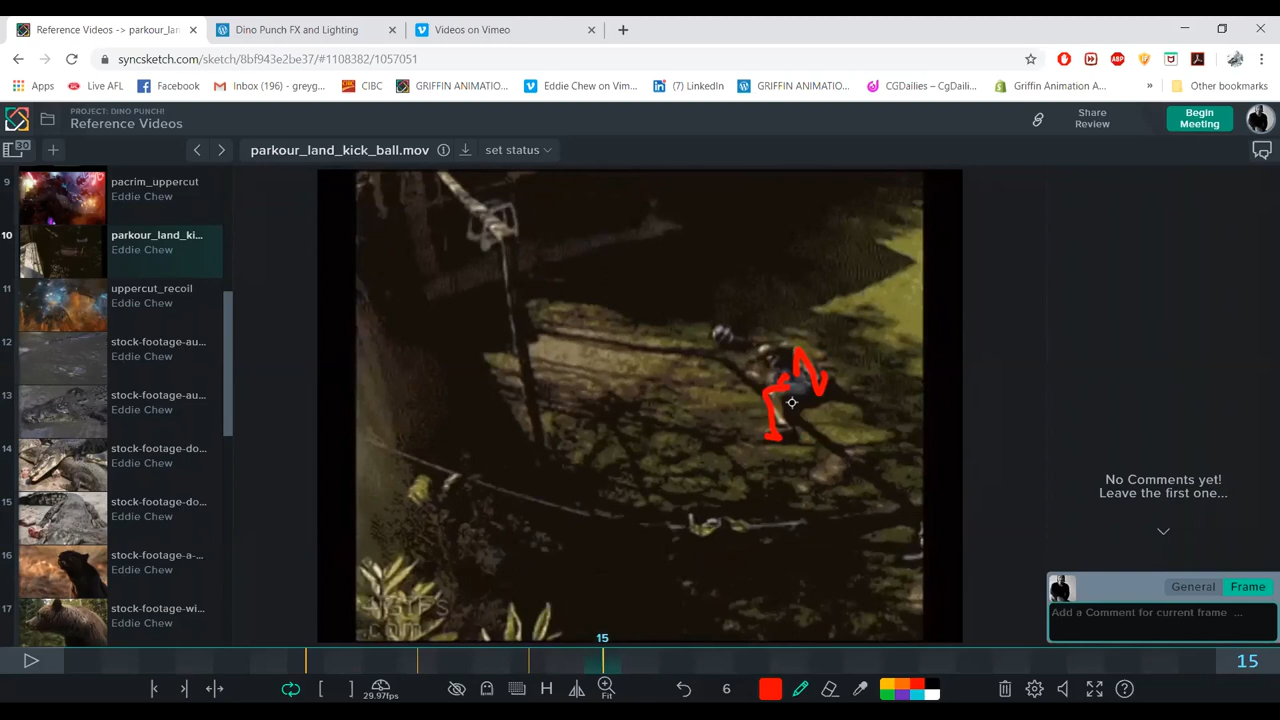 Reference Videos -> parkour_lan
Dino Punch FX and Lighting
Videos on Vimeo
syncsketch.com/sketch/8bf943e2be37/#1108382/1057051
Apps
Live AFL
Facebook
Inbox (196) - greyg...
CIBC
GRIFFIN ANIMATIO...
Eddie Chew on Vim...
(7) LinkedIn
GRIFFIN ANIMATIO...
CGDailies – CgDaili...
Griffin Animation A...
»
Other bookmarks
PROJECT: DINO PUNCH!
Reference Videos
Share Review
Begin Meeting
30
parkour_land_kick_ball.mov
set status
9
pacrim_uppercut
Eddie Chew
10
parkour_land_ki...
Eddie Chew
11
uppercut_recoil
Eddie Chew
12
stock-footage-au...
Eddie Chew
13
stock-footage-au...
Eddie Chew
14
stock-footage-do...
Eddie Chew
15
stock-footage-do...
Eddie Chew
16
stock-footage-a-...
Eddie Chew
17
stock-footage-wi...
Eddie Chew
4GIFS
.com
No Comments yet!
Leave the first one...
General
Frame
Add a Comment for current frame ...
15
15
29.97fps
Fit
6